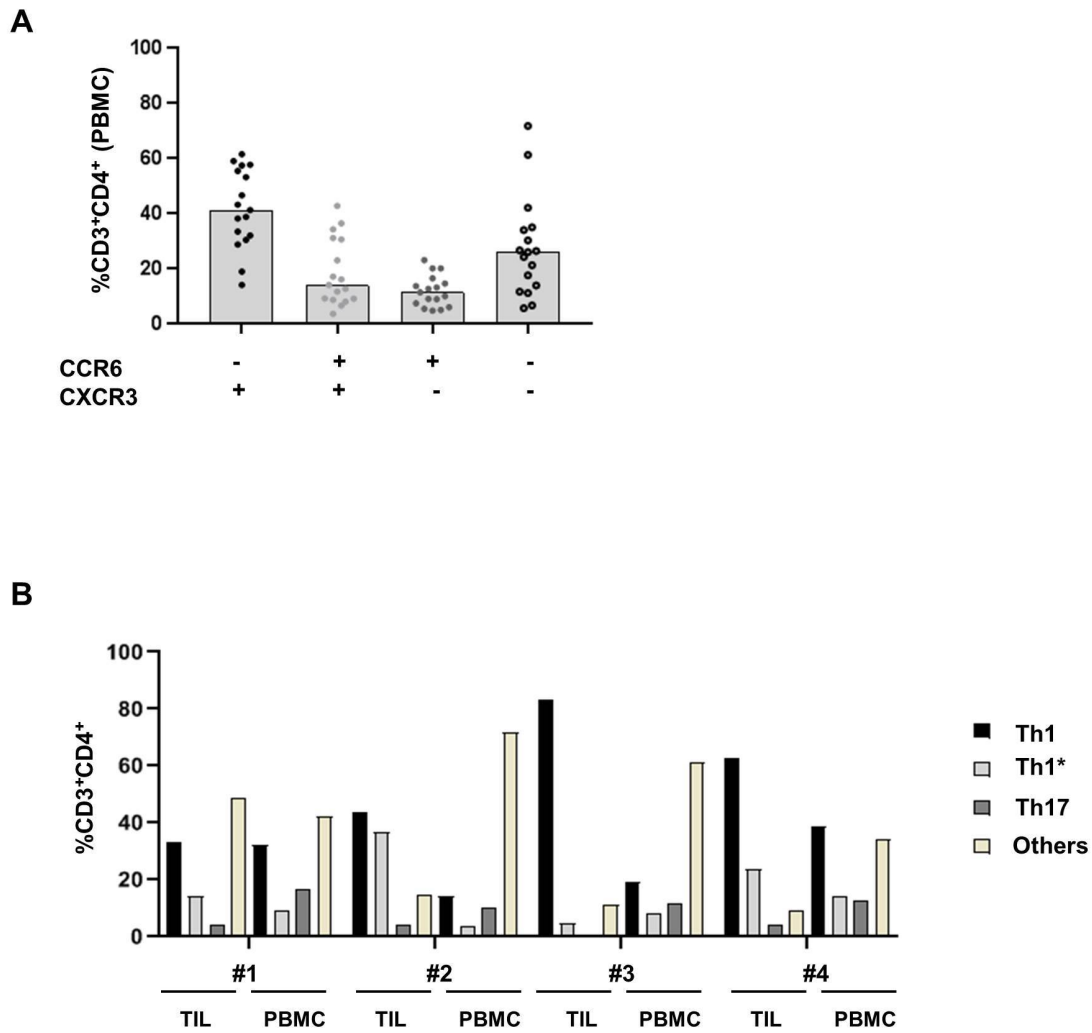 A
%CD3+CD4+ (PBMC)
100
80
60
40
20
0
CCR6 - + + -
CXCR3 + + - -
B
%CD3+CD4+
100
80
60
40
20
0
#1 #2 #3 #4
TIL PBMC TIL PBMC TIL PBMC TIL PBMC
Th1
Th1*
Th17
Others